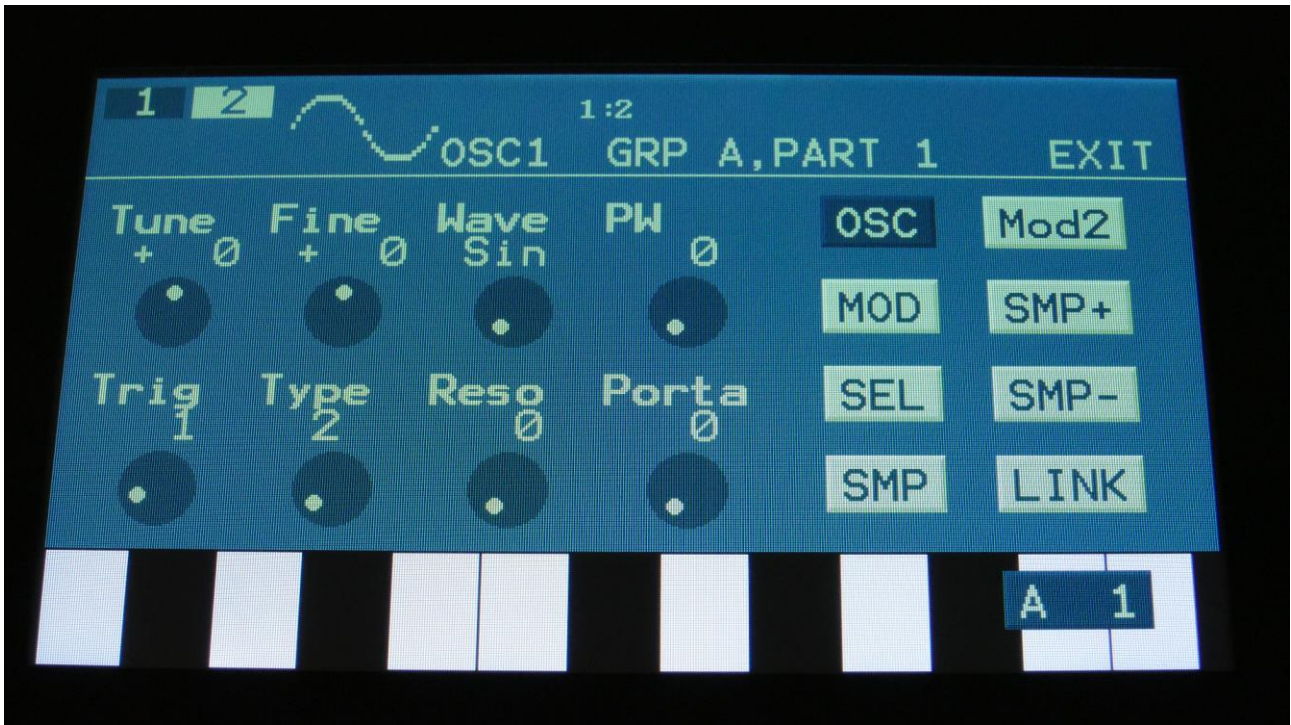 1 2 1:2
OSC1 GRP A,PART 1 EXIT
Tune Fine Wave PW OSC Mod2
+ 0 + 0 Sin 0
MOD SMP+
Trig Type Reso Porta SEL SMP-
1 2 0 0
SMP LINK
A 1